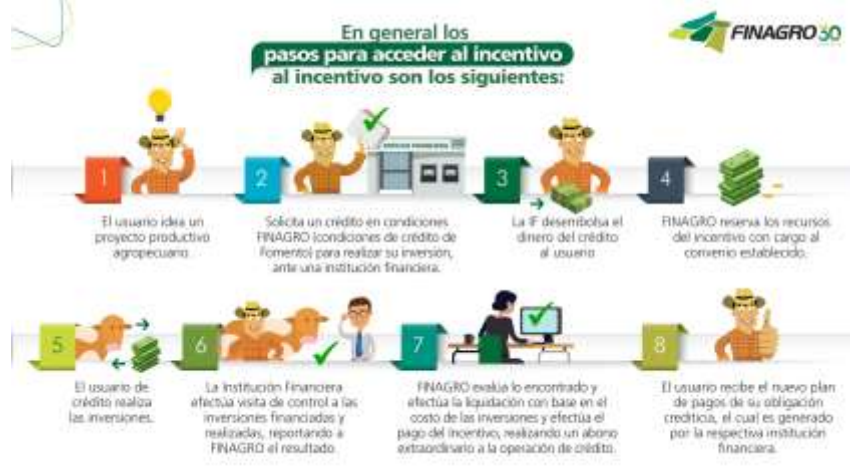 En general los
pasos para acceder al incentivo
al incentivo son los siguientes:
FINAGRO 30
1
2
3
4
El usuario idea un
proyecto productivo
agropecuario.
Solicita un crédito en condiciones
FINAGRO (condiciones de crédito de
Fomento) para realizar su inversión,
ante una institución financiera.
La IF desembolsa el
dinero del crédito
al usuario
FINAGRO reserva los recursos
del incentivo con cargo al
convenio establecido.
5
6
7
8
El usuario de
crédito realiza
las inversiones.
La Institución Financiera
efectúa visita de control a las
inversiones financiadas y
realizadas, reportando a
FINAGRO el resultado.
FINAGRO evalúa lo encontrado y
efectúa la liquidación con base en el
costo de las inversiones y efectúa el
pago del incentivo, realizando un abono
extraordinario a la operación de crédito.
El usuario recibe el nuevo plan
de pagos de su obligación
crediticia, el cual es generado
por la respectiva institución
financiera.